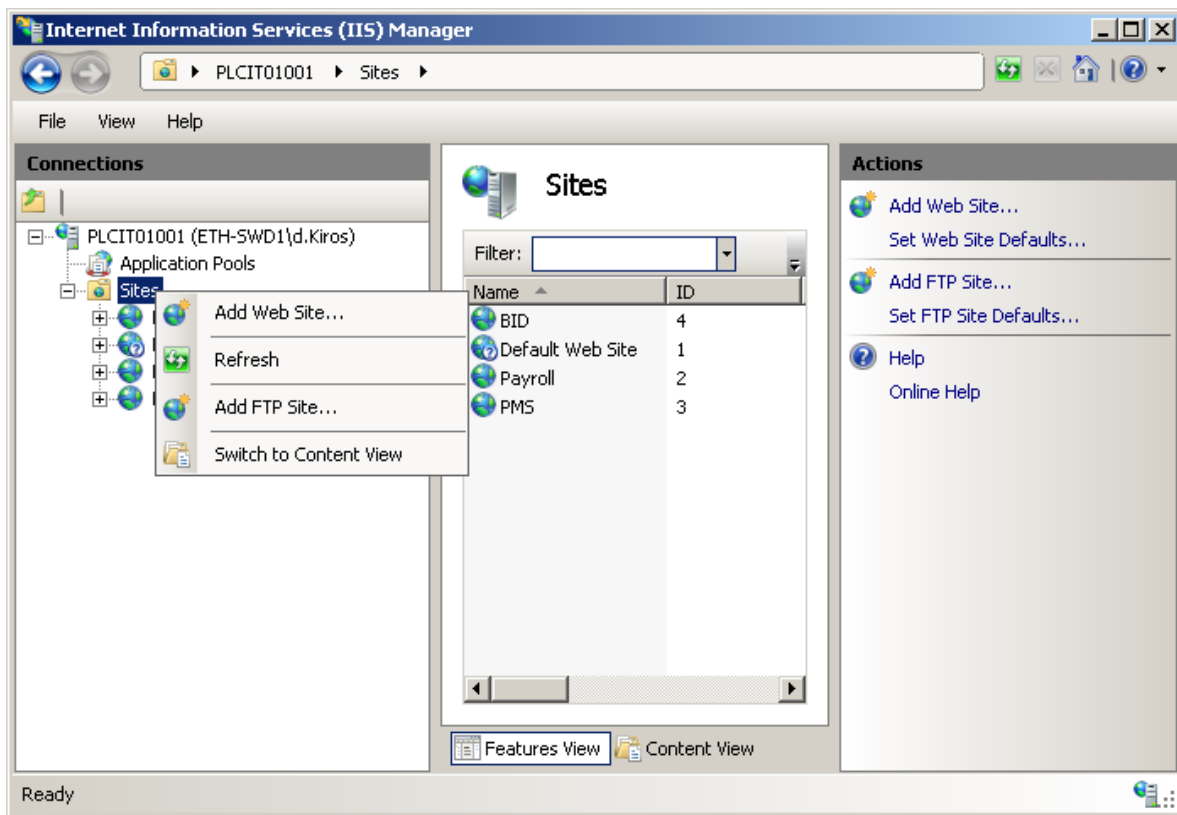 Internet Information Services (IIS) Manager
PLCIT01001 Sites
File View Help
Connections
PLCIT01001 (ETH-SWD1\d.Kiros)
Application Pools
Sites
Add Web Site...
Refresh
Add FTP Site...
Switch to Content View
Sites
Filter:
Name ID
BID 4
Default Web Site 1
Payroll 2
PMS 3
Features View Content View
Actions
Add Web Site...
Set Web Site Defaults...
Add FTP Site...
Set FTP Site Defaults...
Help
Online Help
Ready